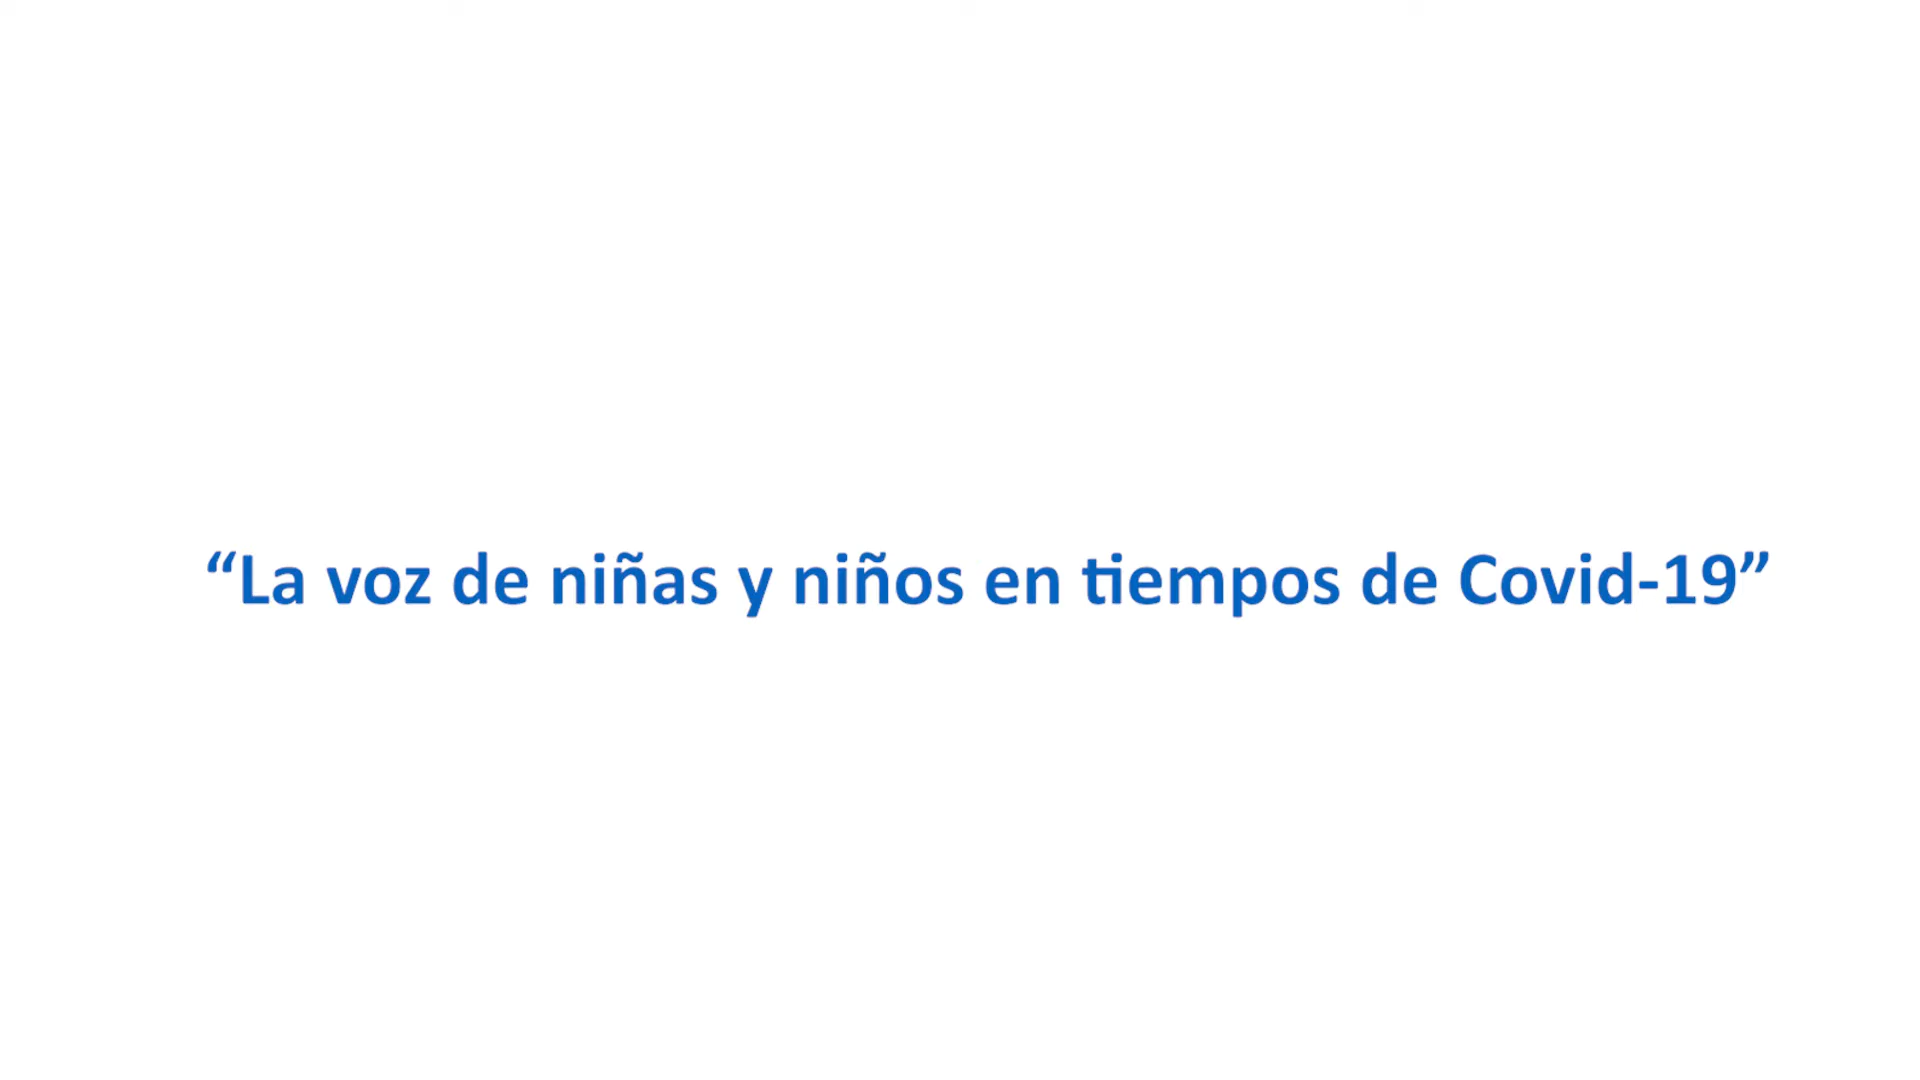 “La voz de niñas y niños en tiempos de Covid-19”